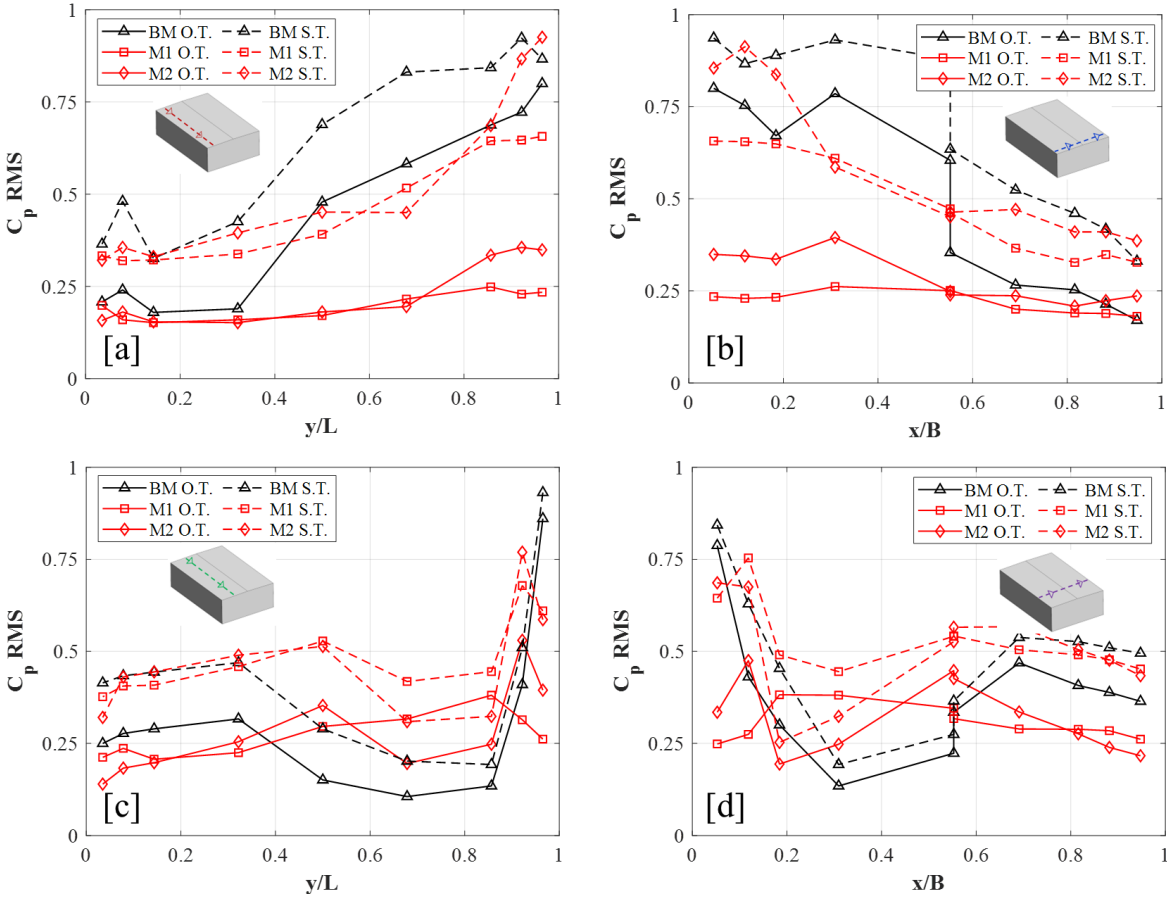 BM O.T. BM S.T.
M1 O.T. M1 S.T.
M2 O.T. M2 S.T.
1
0.75
0.5
0.25
0
C_p RMS
[a]
0 0.2 0.4 0.6 0.8 1
y/L
BM O.T. BM S.T.
M1 O.T. M1 S.T.
M2 O.T. M2 S.T.
1
0.75
0.5
0.25
0
C_p RMS
[b]
0 0.2 0.4 0.6 0.8 1
x/B
BM O.T. BM S.T.
M1 O.T. M1 S.T.
M2 O.T. M2 S.T.
1
0.75
0.5
0.25
0
C_p RMS
[c]
0 0.2 0.4 0.6 0.8 1
y/L
BM O.T. BM S.T.
M1 O.T. M1 S.T.
M2 O.T. M2 S.T.
1
0.75
0.5
0.25
0
C_p RMS
[d]
0 0.2 0.4 0.6 0.8 1
x/B